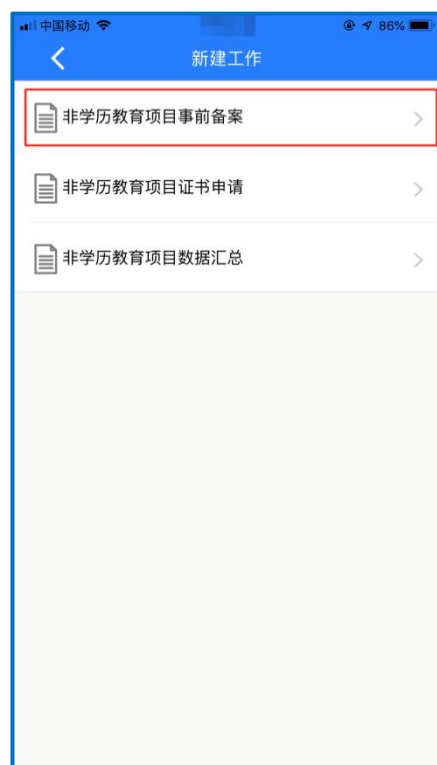 中国移动 86%
新建工作
非学历教育项目事前备案
非学历教育项目证书申请
非学历教育项目数据汇总